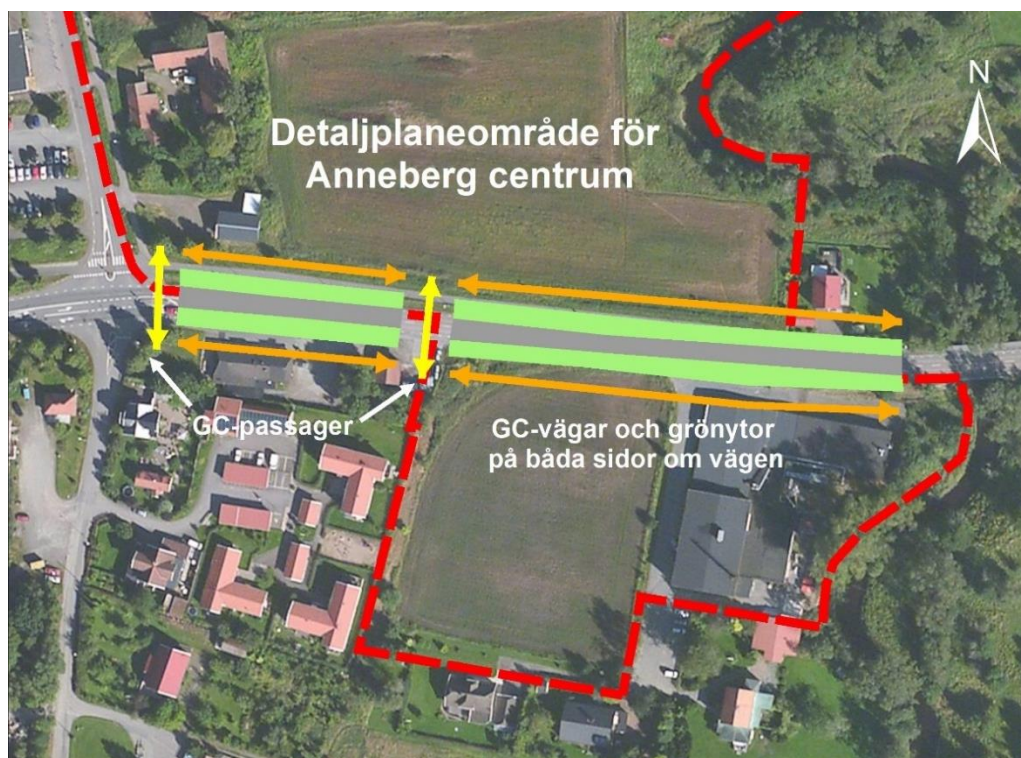 N
Detaljplaneområde för
Anneberg centrum
GC-passager
GC-vägar och grönytor
på båda sidor om vägen